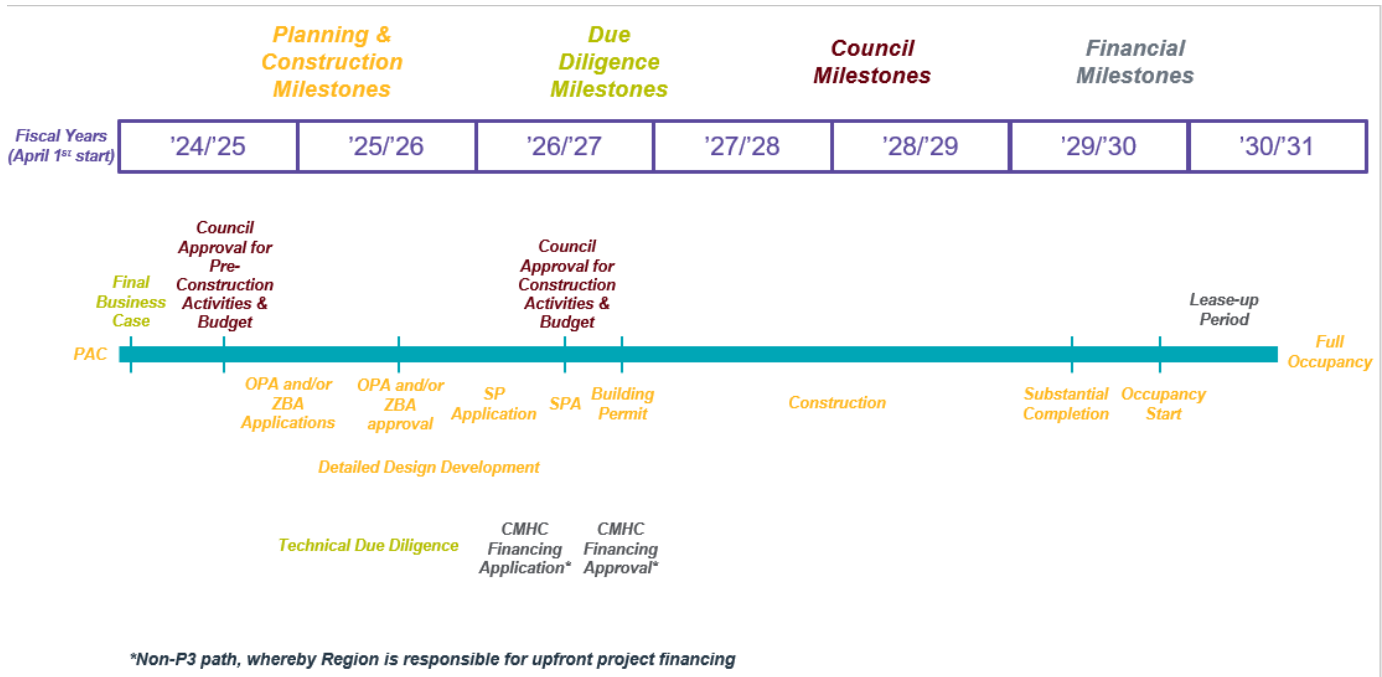 Planning &
Construction
Milestones
Due
Diligence
Milestones
Council
Milestones
Financial
Milestones
Fiscal Years
(April 1st start)
’24/’25
’25/’26
’26/’27
’27/’28
’28/’29
’29/’30
’30/’31
Final
Business
Case
Council
Approval for
Pre-
Construction
Activities &
Budget
Council
Approval for
Construction
Activities &
Budget
Lease-up
Period
PAC
Full
Occupancy
OPA and/or
ZBA
Applications
OPA and/or
ZBA
approval
SP
Application
SPA
Building
Permit
Construction
Substantial
Completion
Occupancy
Start
Detailed Design Development
Technical Due Diligence
CMHC
Financing
Application*
CMHC
Financing
Approval*
*Non-P3 path, whereby Region is responsible for upfront project financing